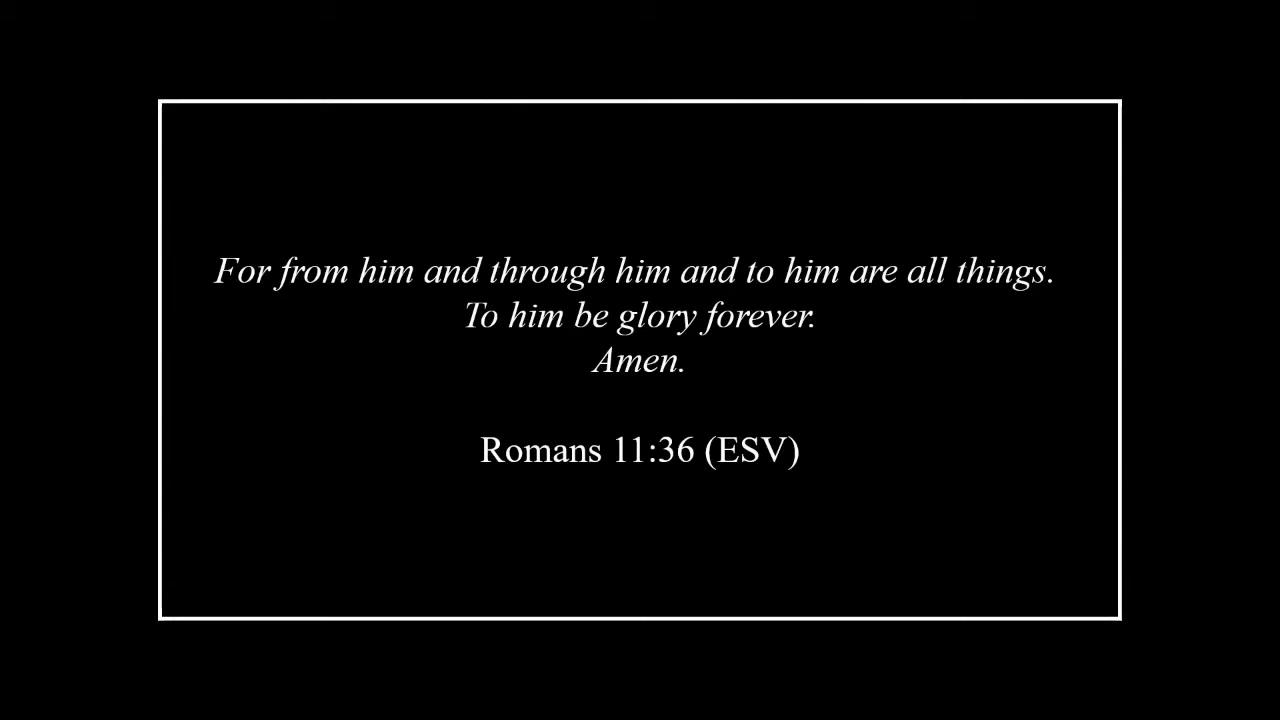 For from him and through him and to him are all things.
To him be glory forever.
Amen.
Romans 11:36 (ESV)